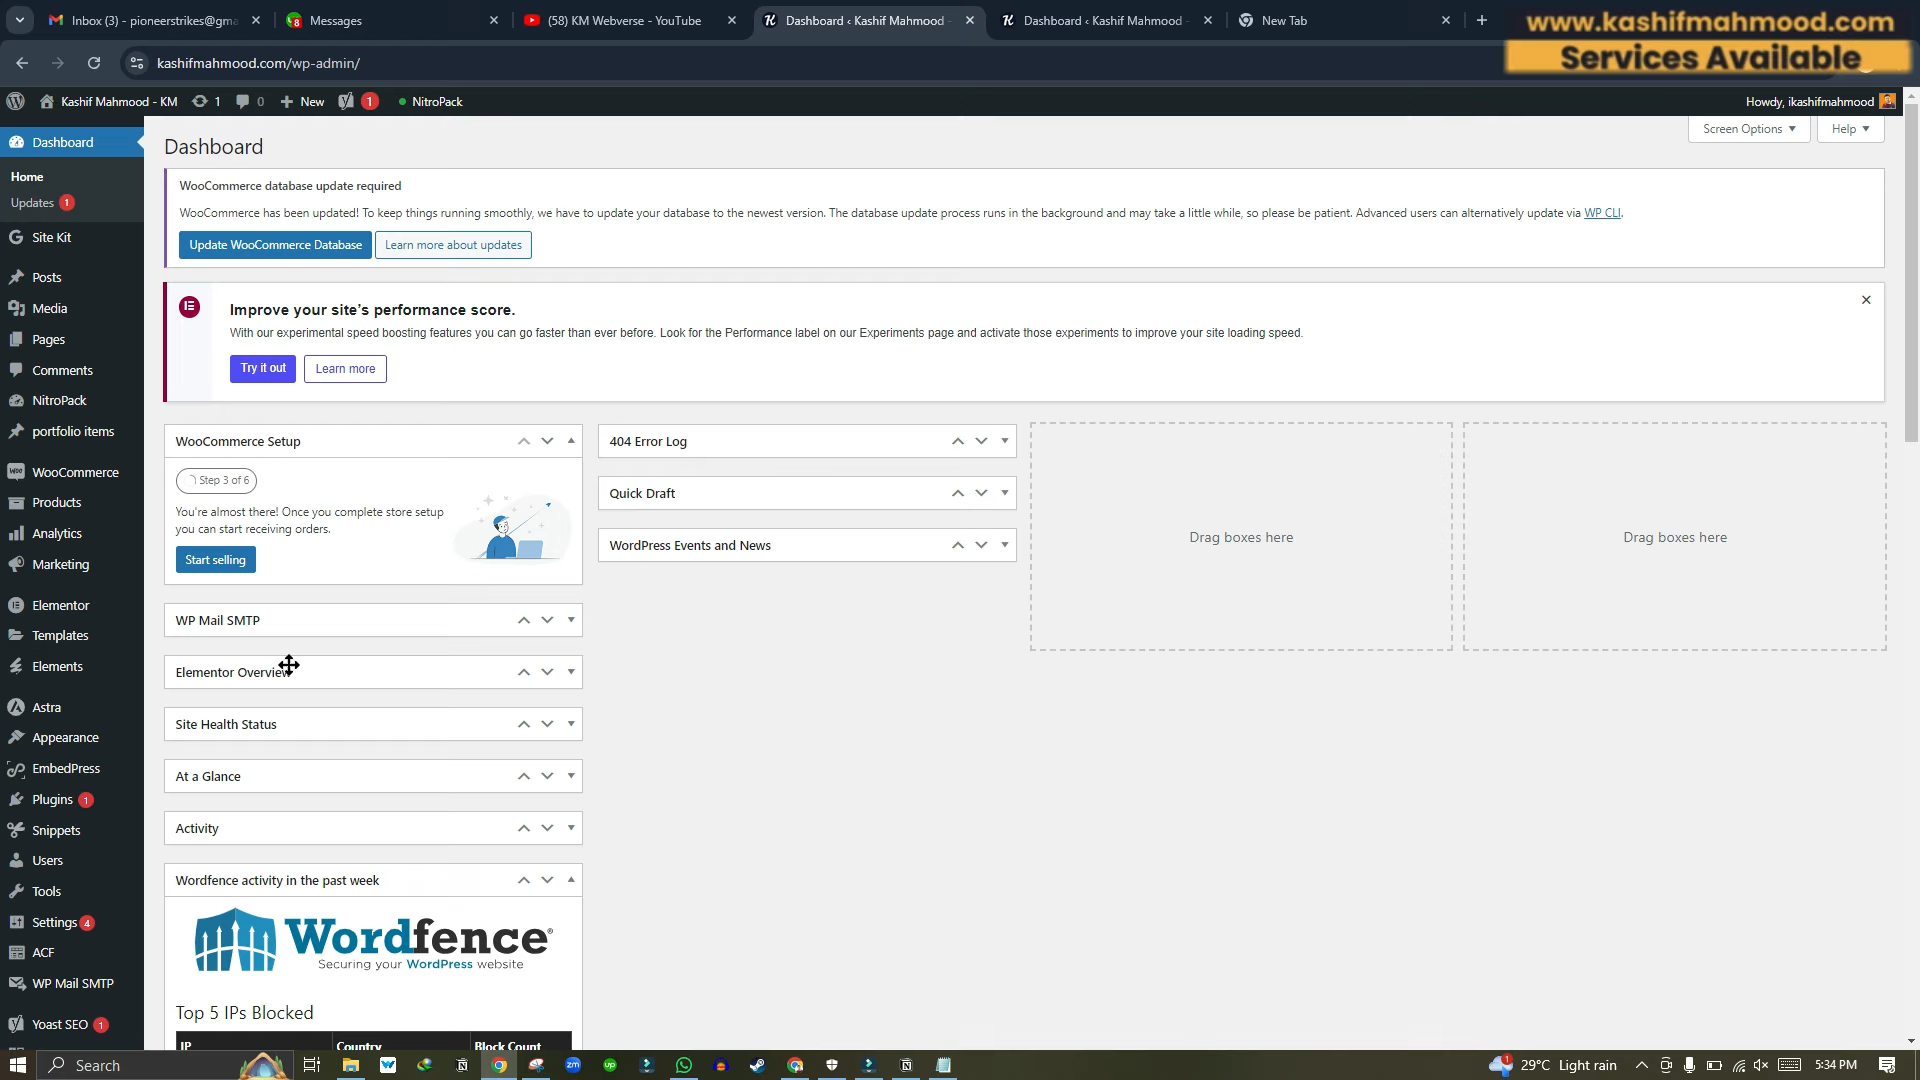 Inbox (3) - pioneerstrikes@gma
Messages
(58) KM Webverse - YouTube
Dashboard ‹ Kashif Mahmood -
Dashboard ‹ Kashif Mahmood -
New Tab
www.kashifmahmood.com
Services Available
kashifmahmood.com/wp-admin/
Kashif Mahmood - KM
1
0
New
1
NitroPack
Howdy, ikashifmahmood
Screen Options
Help
Dashboard
Home
Updates 1
Site Kit
Posts
Media
Pages
Comments
NitroPack
portfolio items
WooCommerce
Products
Analytics
Marketing
Elementor
Templates
Elements
Astra
Appearance
EmbedPress
Plugins 1
Snippets
Users
Tools
Settings 4
ACF
WP Mail SMTP
Yoast SEO 1
Dashboard
WooCommerce database update required
WooCommerce has been updated! To keep things running smoothly, we have to update your database to the newest version. The database update process runs in the background and may take a little while, so please be patient. Advanced users can alternatively update via WP CLI.
Update WooCommerce Database
Learn more about updates
Improve your site's performance score.
With our experimental speed boosting features you can go faster than ever before. Look for the Performance label on our Experiments page and activate those experiments to improve your site loading speed.
Try it out
Learn more
WooCommerce Setup
Step 3 of 6
You're almost there! Once you complete store setup
you can start receiving orders.
Start selling
WP Mail SMTP
Elementor Overview
Site Health Status
At a Glance
Activity
Wordfence activity in the past week
Wordfence®
Securing your WordPress website
Top 5 IPs Blocked
IP Country Block Count
404 Error Log
Quick Draft
WordPress Events and News
Drag boxes here
Drag boxes here
Search
29°C Light rain
5:34 PM